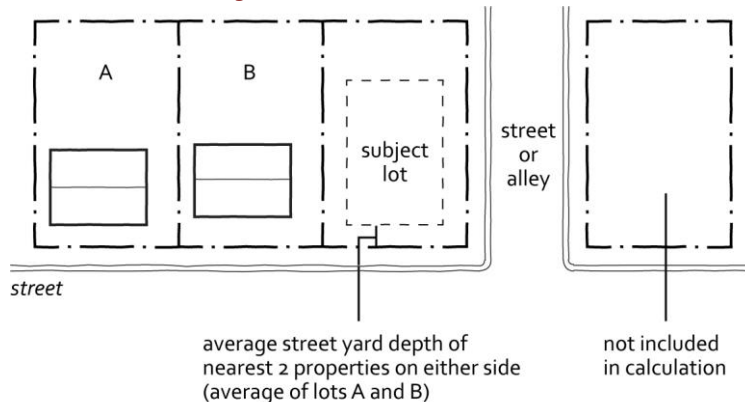 A
B
subject
lot
street
or
alley
street
average street yard depth of
nearest 2 properties on either side
(average of lots A and B)
not included
in calculation